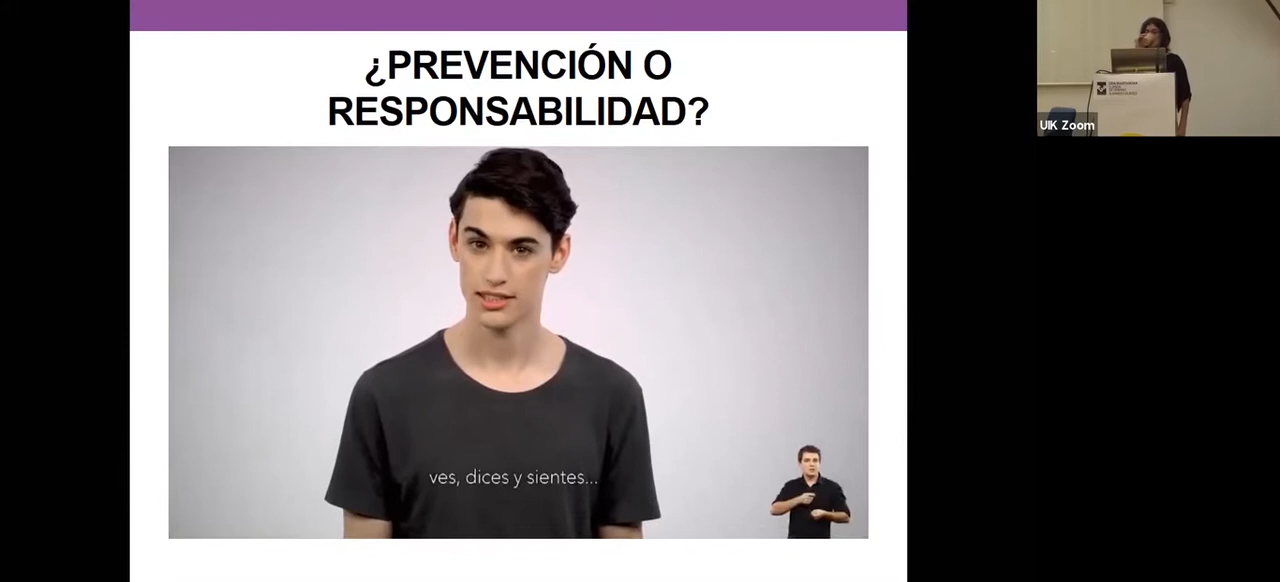 ¿PREVENCIÓN O
RESPONSABILIDAD?
ves, dices y sientes...
UIK Zoom